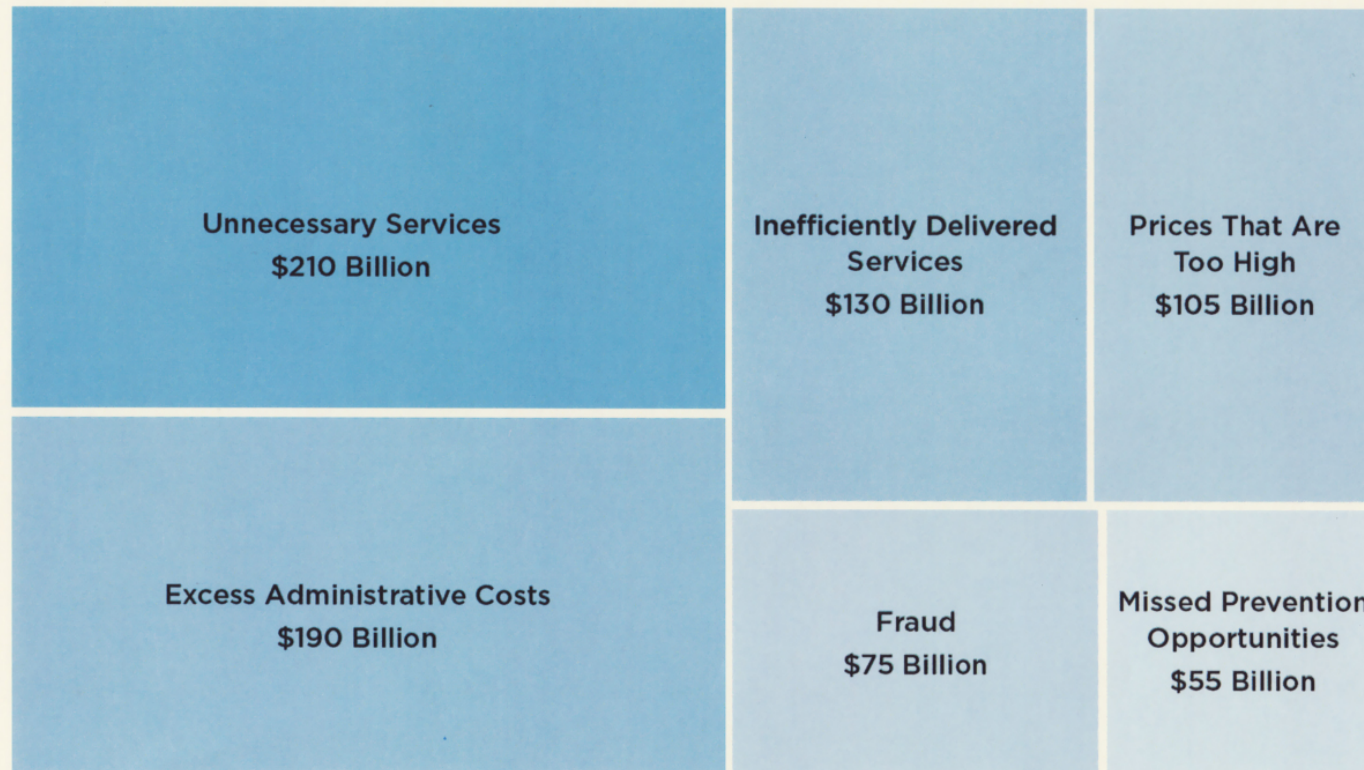 Unnecessary Services
$210 Billion
Inefficiently Delivered
Services
$130 Billion
Prices That Are
Too High
$105 Billion
Excess Administrative Costs
$190 Billion
Fraud
$75 Billion
Missed Prevention
Opportunities
$55 Billion